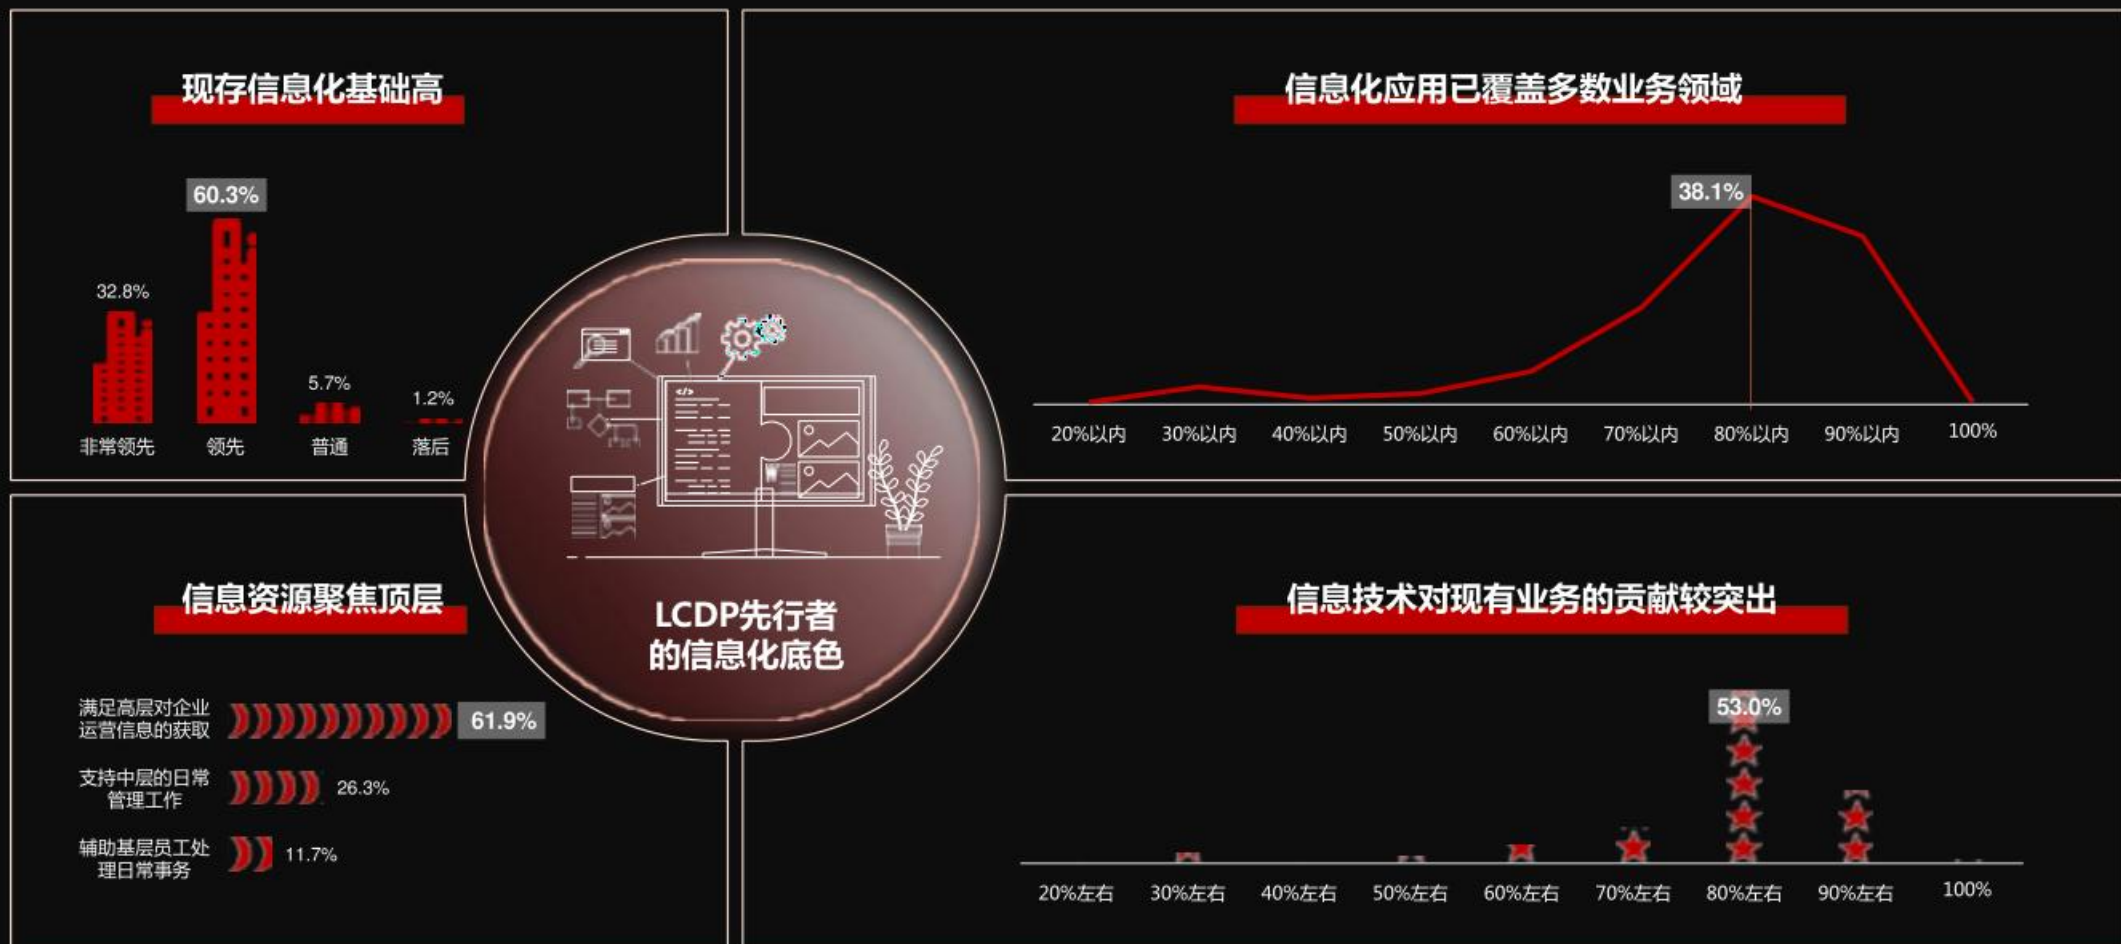 现存信息化基础高
60.3%
32.8%
5.7%
1.2%
非常领先 领先 普通 落后
信息化应用已覆盖多数业务领域
38.1%
20%以内 30%以内 40%以内 50%以内 60%以内 70%以内 80%以内 90%以内 100%
</>
LCDP先行者
的信息化底色
信息资源聚焦顶层
满足高层对企业
运营信息的获取
61.9%
支持中层的日常
管理工作
26.3%
辅助基层员工处
理日常事务
11.7%
信息技术对现有业务的贡献较突出
53.0%
20%左右 30%左右 40%左右 50%左右 60%左右 70%左右 80%左右 90%左右 100%